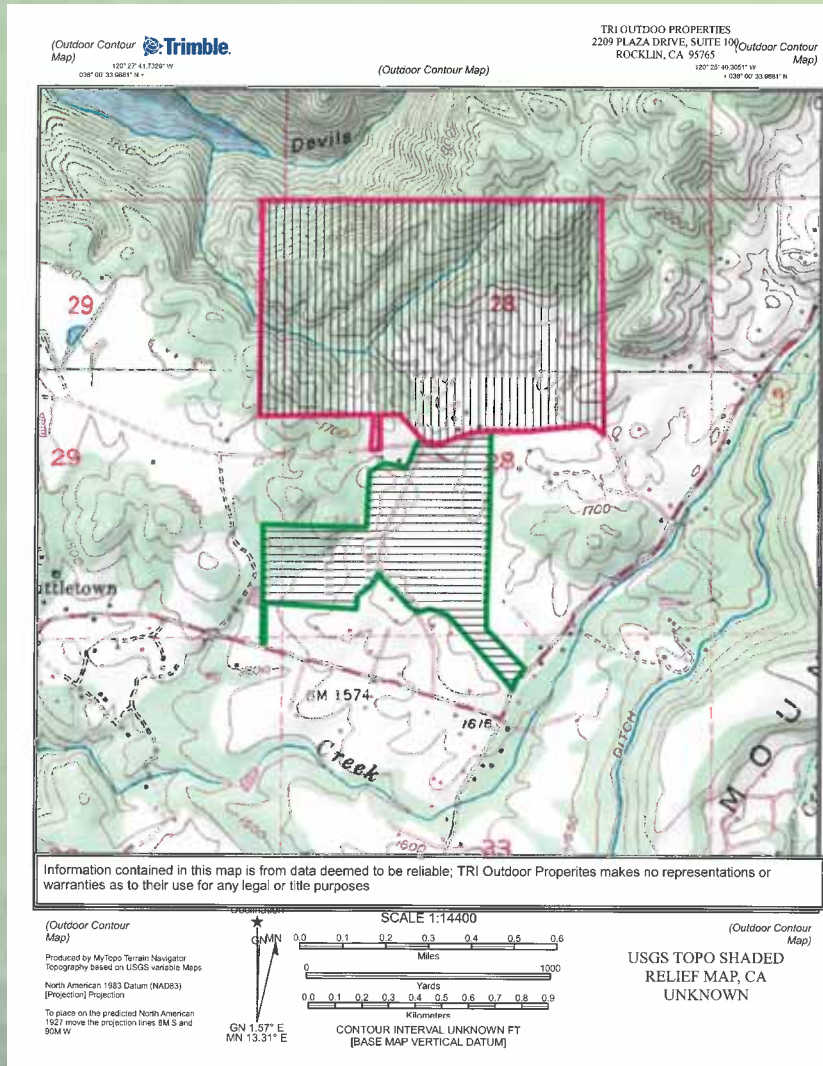 (Outdoor Contour
Map)
Trimble.
120° 27' 41.7329" W
038° 00' 33.9681" N +
(Outdoor Contour Map)
TRI OUTDOO PROPERTIES
2209 PLAZA DRIVE, SUITE 100
ROCKLIN, CA 95765
(Outdoor Contour
Map)
120° 25' 40.3051" W
+ 038° 00' 33.9681" N
Devils
29
28
1700
29
28
1700
ttletown
BM 1574
1616
Creek
DITCH
MOU
1600
33
Information contained in this map is from data deemed to be reliable; TRI Outdoor Properites makes no representations or
warranties as to their use for any legal or title purposes
(Outdoor Contour
Map)
Produced by MyTopo Terrain Navigator
Topography based on USGS variable Maps
North American 1983 Datum (NAD83)
[Projection] Projection
To place on the predicted North American
1927 move the projection lines 8M S and
90M W
GN
MN
GN 1.57° E
MN 13.31° E
SCALE 1:14400
0.0 0.1 0.2 0.3 0.4 0.5 0.6
Miles
0 1000
Yards
0.0 0.1 0.2 0.3 0.4 0.5 0.6 0.7 0.8 0.9
Kilometers
CONTOUR INTERVAL UNKNOWN FT
[BASE MAP VERTICAL DATUM]
(Outdoor Contour
Map)
USGS TOPO SHADED
RELIEF MAP, CA
UNKNOWN